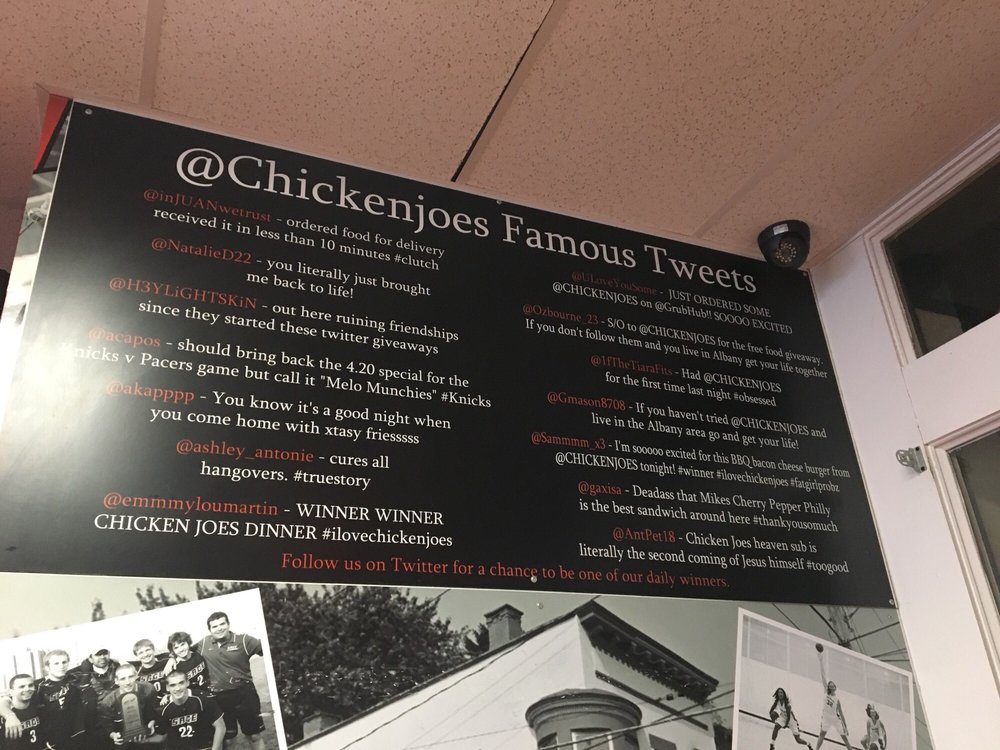 @Chickenjoes Famous Tweets
@inJUANwetrust - ordered food for delivery
received it in less than 10 minutes #clutch
@NatalieD22 - you literally just brought
me back to life!
@H3YLiGHTSKiN - out here ruining friendships
since they started these twitter giveaways
@acapos - should bring back the 4.20 special for the
Knicks v Pacers game but call it "Melo Munchies" #Knicks
@akapppp - You know it's a good night when
you come home with xtasy friesssss
@ashley_antonie - cures all
hangovers. #truestory
@emmmyloumartin - WINNER WINNER
CHICKEN JOES DINNER #ilovechickenjoes
@ULuveYouSome - JUST ORDERED SOME
@CHICKENJOES on @GrubHub!! SOOOO EXCITED
@Ozbourne_23 - S/O to @CHICKENJOES for the free food giveaway.
If you don't follow them and you live in Albany get your life together
@1fTheTiaraFits - Had @CHICKENJOES
for the first time last night #obsessed
@Gmason8708 - If you haven't tried @CHICKENJOES and
live in the Albany area go and get your life!
@Sammmm_x3 - I'm sooooo excited for this BBQ bacon cheese burger from
@CHICKENJOES tonight! #winner #ilovechickenjoes #fatgirlprobz
@gaxisa - Deadass that Mikes Cherry Pepper Philly
is the best sandwich around here #thankyousomuch
@AntPet18 - Chicken Joes heaven sub is
literally the second coming of Jesus himself #toogood
Follow us on Twitter for a chance to be one of our daily winners.
SAGE
3
2
SAGE
22